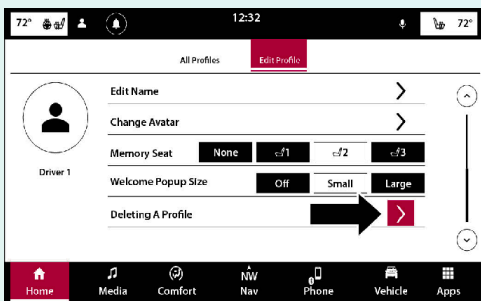 72° 12:32 72°
All Profiles Edit Profile
Edit Name
Change Avatar
Memory Seat None 1 2 3
Driver 1
Welcome Popup Size Off Small Large
Deleting A Profile
NW
0
Home Media Comfort Nav Phone Vehicle Apps